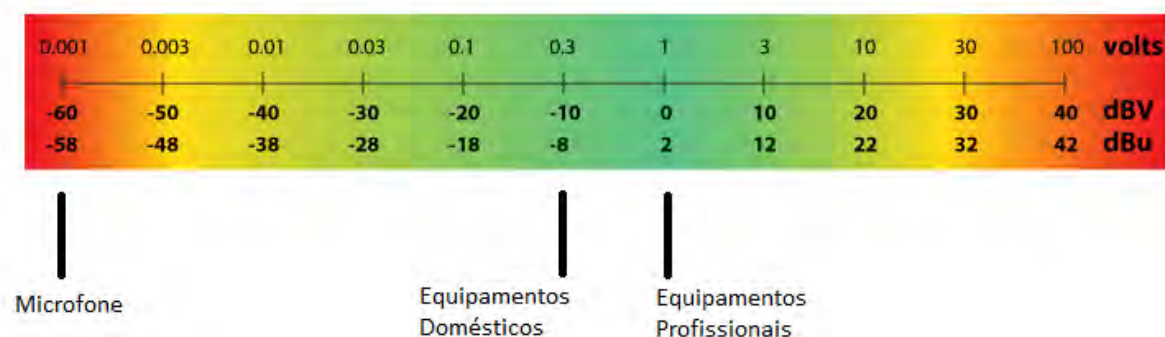 0.001 0.003 0.01 0.03 0.1 0.3 1 3 10 30 100 volts
-60 -50 -40 -30 -20 -10 0 10 20 30 40 dBV
-58 -48 -38 -28 -18 -8 2 12 22 32 42 dBu
Microfone
Equipamentos
Domésticos
Equipamentos
Profissionais